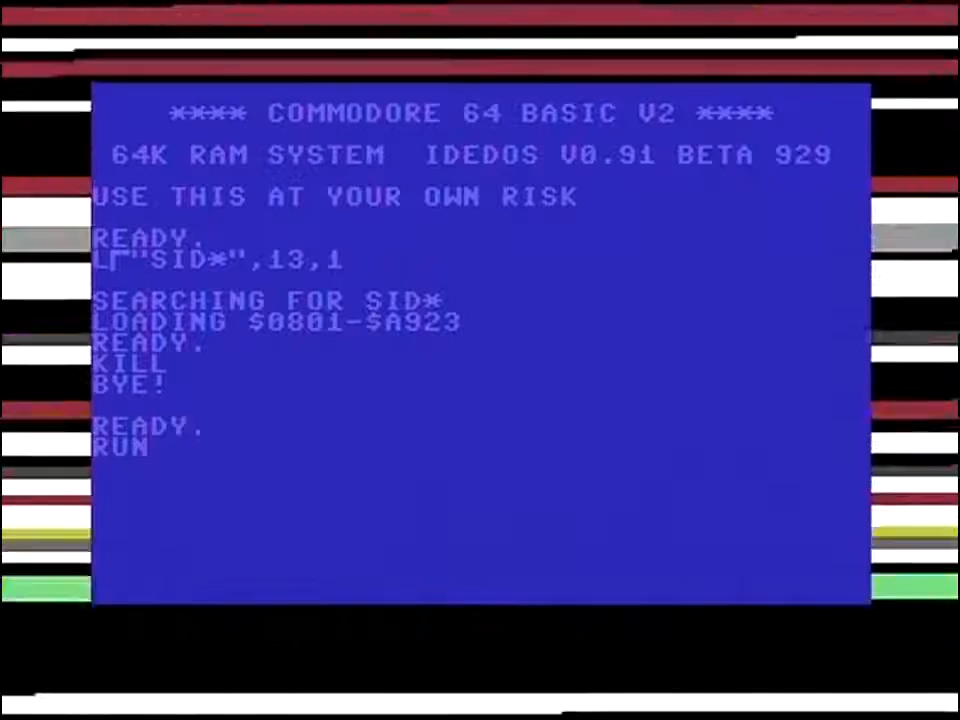 **** COMMODORE 64 BASIC V2 ****
64K RAM SYSTEM  IDEDOS V0.91 BETA 929
USE THIS AT YOUR OWN RISK
READY.
L┌"SID*",13,1
SEARCHING FOR SID*
LOADING $0801-$A923
READY.
KILL
BYE!
READY.
RUN